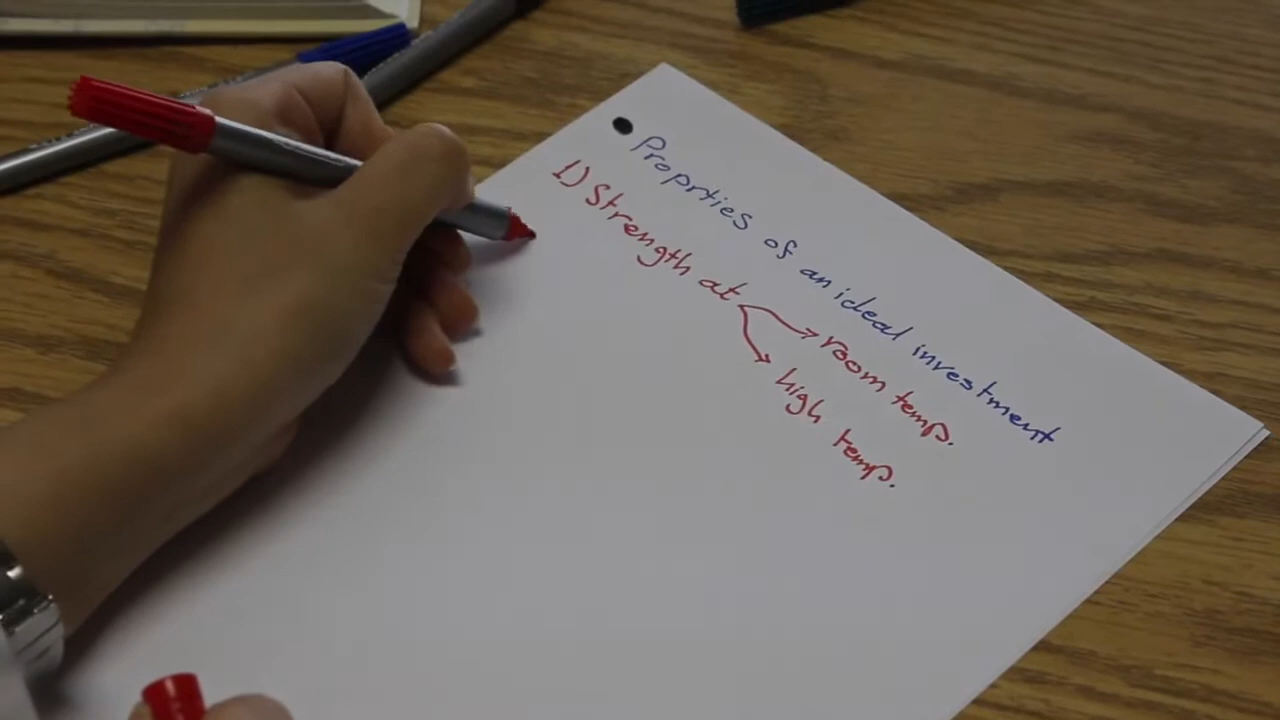 • Proprties of an ideal investment
1) Strength at → room temp.
→ high temp.